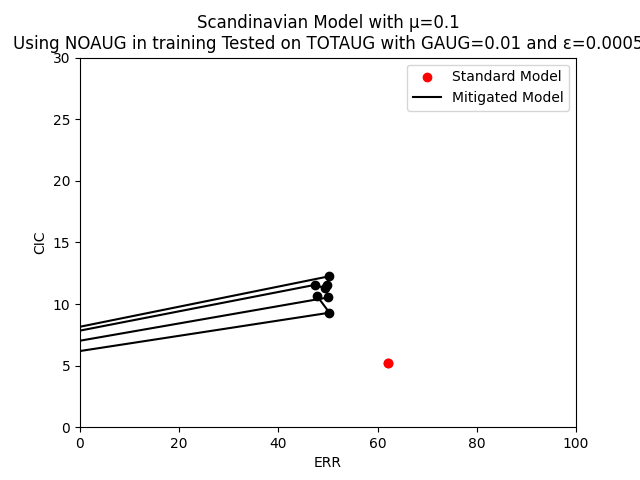 Scandinavian Model with μ=0.1
Using NOAUG in training Tested on TOTAUG with GAUG=0.01 and ε=0.0005
Standard Model
Mitigated Model
30
25
20
15
10
5
0
CIC
0 20 40 60 80 100
ERR